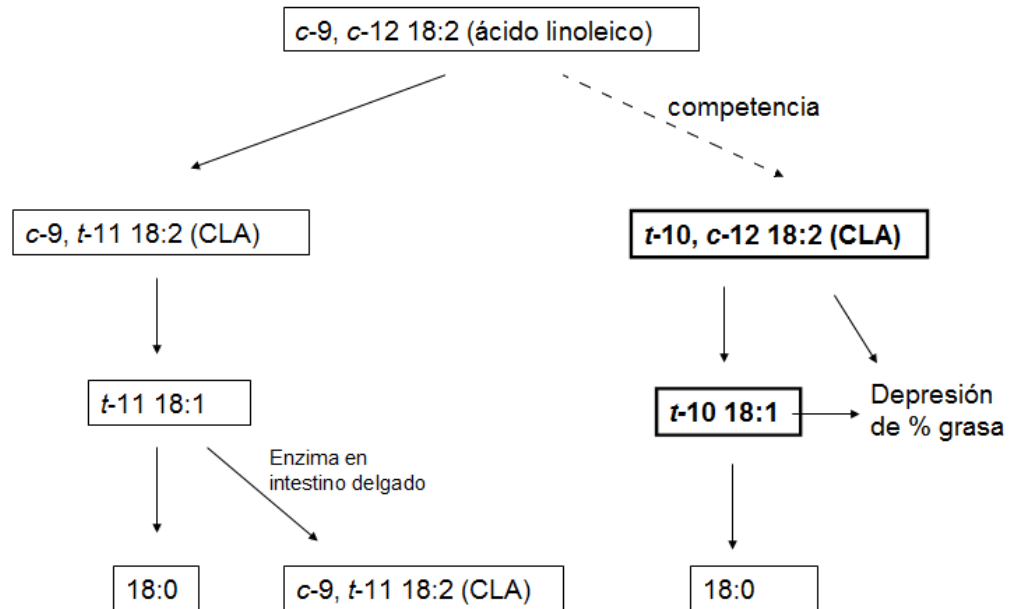 c-9, c-12 18:2 (ácido linoleico)
competencia
c-9, t-11 18:2 (CLA)
t-10, c-12 18:2 (CLA)
t-11 18:1
t-10 18:1
Depresión
de % grasa
Enzima en
intestino delgado
18:0
c-9, t-11 18:2 (CLA)
18:0